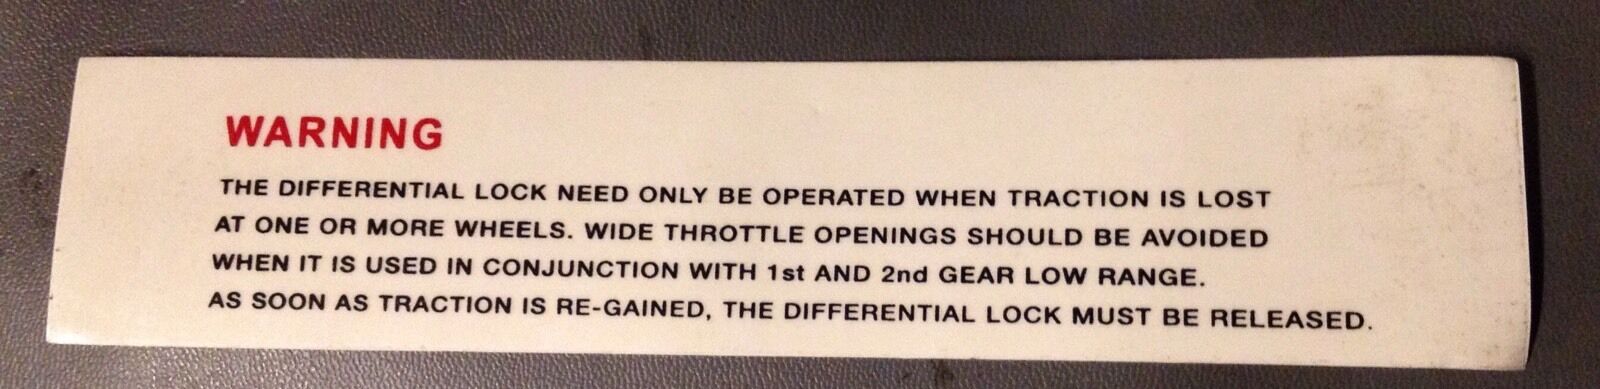 WARNING
THE DIFFERENTIAL LOCK NEED ONLY BE OPERATED WHEN TRACTION IS LOST
AT ONE OR MORE WHEELS. WIDE THROTTLE OPENINGS SHOULD BE AVOIDED
WHEN IT IS USED IN CONJUNCTION WITH 1st AND 2nd GEAR LOW RANGE.
AS SOON AS TRACTION IS RE-GAINED, THE DIFFERENTIAL LOCK MUST BE RELEASED.